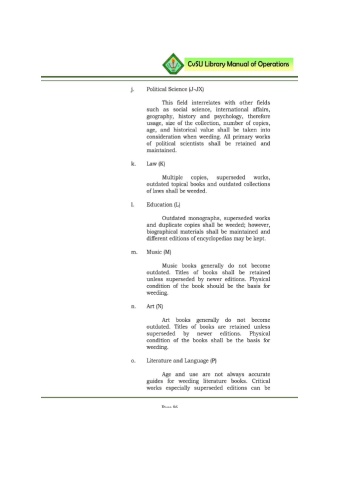 CvSU Library Manual of Operations
j. Political Science (J-JX)
This field interrelates with other fields
such as social science, international affairs,
geography, history and psychology, therefore
usage, size of the collection, number of copies,
age, and historical value shall be taken into
consideration when weeding. All primary works
of political scientists shall be retained and
maintained.
k. Law (K)
Multiple copies, superseded works,
outdated topical books and outdated collections
of laws shall be weeded.
l. Education (L)
Outdated monographs, superseded works
and duplicate copies shall be weeded; however,
biographical materials shall be maintained and
different editions of encyclopedias may be kept.
m. Music (M)
Music books generally do not become
outdated. Titles of books shall be retained
unless superseded by newer editions. Physical
condition of the book should be the basis for
weeding.
n. Art (N)
Art books generally do not become
outdated. Titles of books are retained unless
superseded by newer editions. Physical
condition of the books shall be the basis for
weeding.
o. Literature and Language (P)
Age and use are not always accurate
guides for weeding literature books. Critical
works especially superseded editions can be